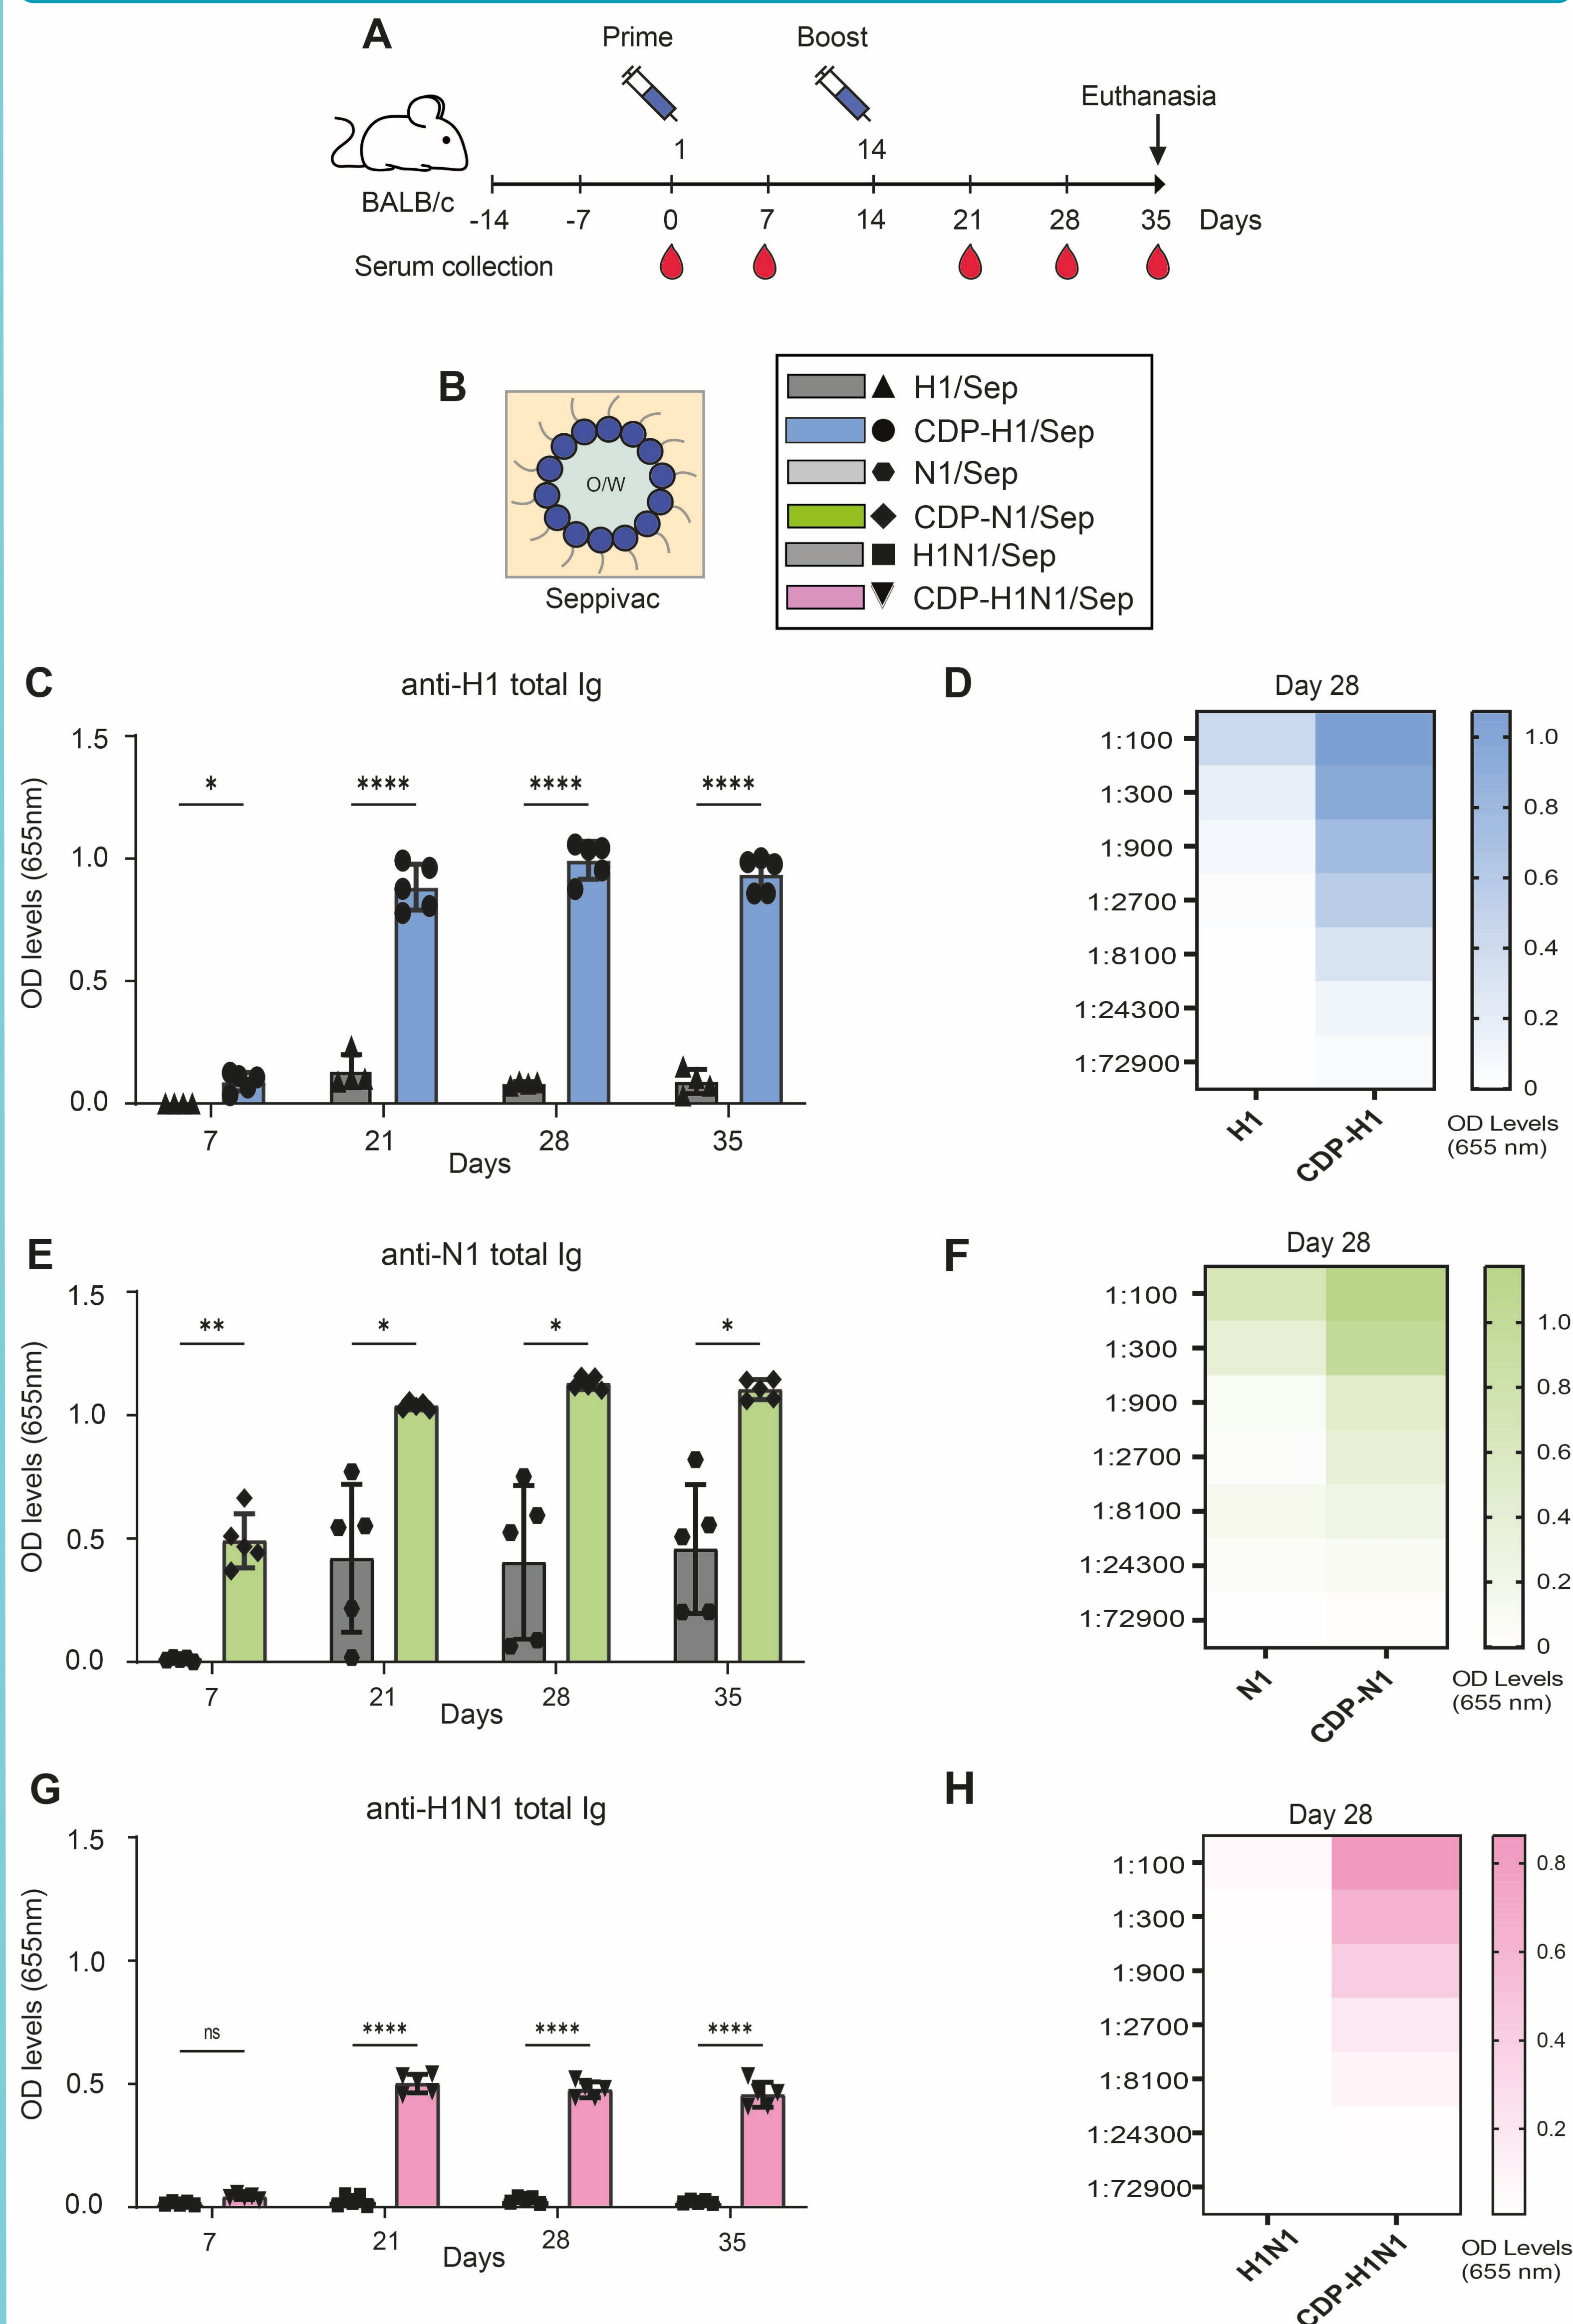 A
Prime
Boost
Euthanasia
1
14
BALB/c
-14 -7 0 7 14 21 28 35 Days
Serum collection
B
O/W
Seppivac
H1/Sep
CDP-H1/Sep
N1/Sep
CDP-N1/Sep
H1N1/Sep
CDP-H1N1/Sep
C
anti-H1 total Ig
OD levels (655nm)
1.5
1.0
0.5
0.0
* **** **** ****
7 21 28 35
Days
D
Day 28
1:100
1:300
1:900
1:2700
1:8100
1:24300
1:72900
H1 CDP-H1
1.0
0.8
0.6
0.4
0.2
0
OD Levels
(655 nm)
E
anti-N1 total Ig
OD levels (655nm)
1.5
1.0
0.5
0.0
** * * *
7 21 28 35
Days
F
Day 28
1:100
1:300
1:900
1:2700
1:8100
1:24300
1:72900
N1 CDP-N1
1.0
0.8
0.6
0.4
0.2
0
OD Levels
(655 nm)
G
anti-H1N1 total Ig
OD levels (655nm)
1.5
1.0
0.5
0.0
ns **** **** ****
7 21 28 35
Days
H
Day 28
1:100
1:300
1:900
1:2700
1:8100
1:24300
1:72900
H1N1 CDP-H1N1
0.8
0.6
0.4
0.2
OD Levels
(655 nm)